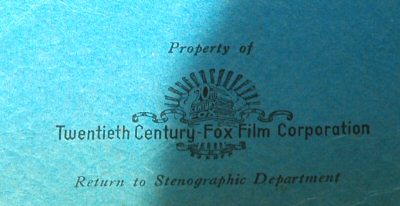 Property of
Twentieth Century-Fox Film Corporation
Return to Stenographic Department